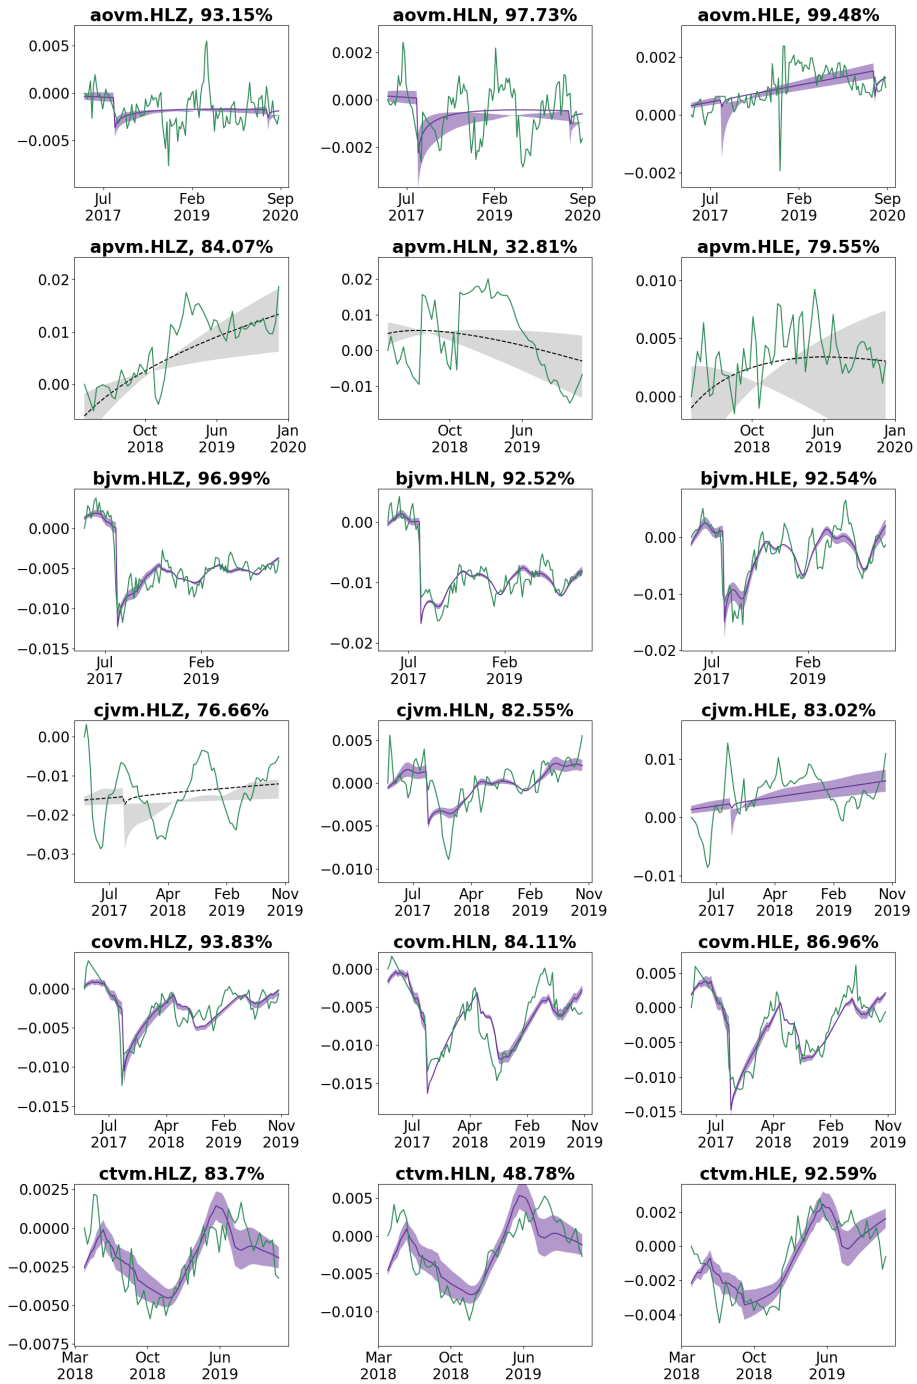 aovm.HLZ, 93.15%
0.005
0.000
−0.005
Jul
2017
Feb
2019
Sep
2020
aovm.HLN, 97.73%
0.002
0.000
−0.002
Jul
2017
Feb
2019
Sep
2020
aovm.HLE, 99.48%
0.002
0.000
−0.002
Jul
2017
Feb
2019
Sep
2020
apvm.HLZ, 84.07%
0.02
0.01
0.00
Oct
2018
Jun
2019
Jan
2020
apvm.HLN, 32.81%
0.02
0.01
0.00
−0.01
Oct
2018
Jun
2019
apvm.HLE, 79.55%
0.010
0.005
0.000
Oct
2018
Jun
2019
Jan
2020
bjvm.HLZ, 96.99%
0.000
−0.005
−0.010
−0.015
Jul
2017
Feb
2019
bjvm.HLN, 92.52%
0.00
−0.01
−0.02
Jul
2017
Feb
2019
bjvm.HLE, 92.54%
0.00
−0.01
−0.02
Jul
2017
Feb
2019
cjvm.HLZ, 76.66%
0.00
−0.01
−0.02
−0.03
Jul
2017
Apr
2018
Feb
2019
Nov
2019
cjvm.HLN, 82.55%
0.005
0.000
−0.005
−0.010
Jul
2017
Apr
2018
Feb
2019
Nov
2019
cjvm.HLE, 83.02%
0.01
0.00
−0.01
Jul
2017
Apr
2018
Feb
2019
Nov
2019
covm.HLZ, 93.83%
0.000
−0.005
−0.010
−0.015
Jul
2017
Apr
2018
Feb
2019
Nov
2019
covm.HLN, 84.11%
0.000
−0.005
−0.010
−0.015
Jul
2017
Apr
2018
Feb
2019
Nov
2019
covm.HLE, 86.96%
0.005
0.000
−0.005
−0.010
−0.015
Jul
2017
Apr
2018
Feb
2019
Nov
2019
ctvm.HLZ, 83.7%
0.0025
0.0000
−0.0025
−0.0050
−0.0075
Mar
2018
Oct
2018
Jun
2019
ctvm.HLN, 48.78%
0.005
0.000
−0.005
−0.010
Mar
2018
Oct
2018
Jun
2019
ctvm.HLE, 92.59%
0.002
0.000
−0.002
−0.004
Mar
2018
Oct
2018
Jun
2019